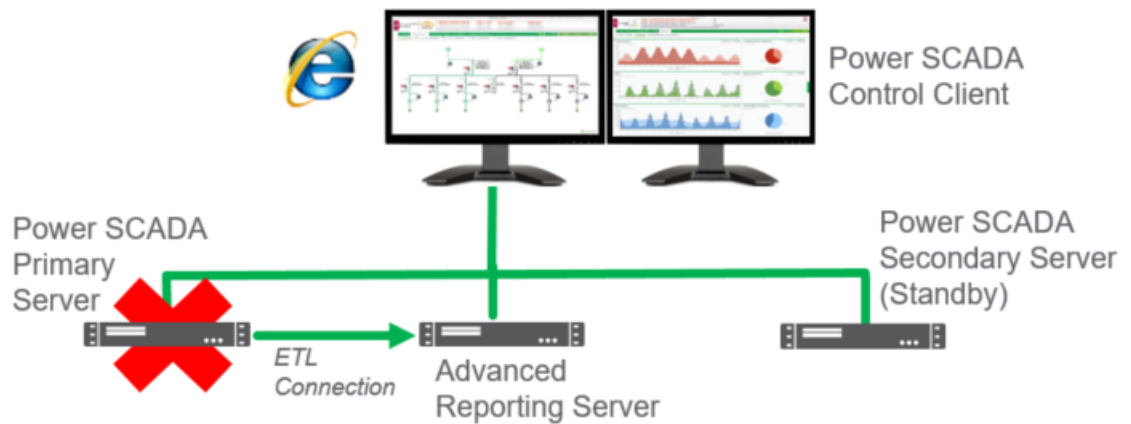 Power SCADA
Control Client
Power SCADA
Primary
Server
Power SCADA
Secondary Server
(Standby)
ETL
Connection
Advanced
Reporting Server